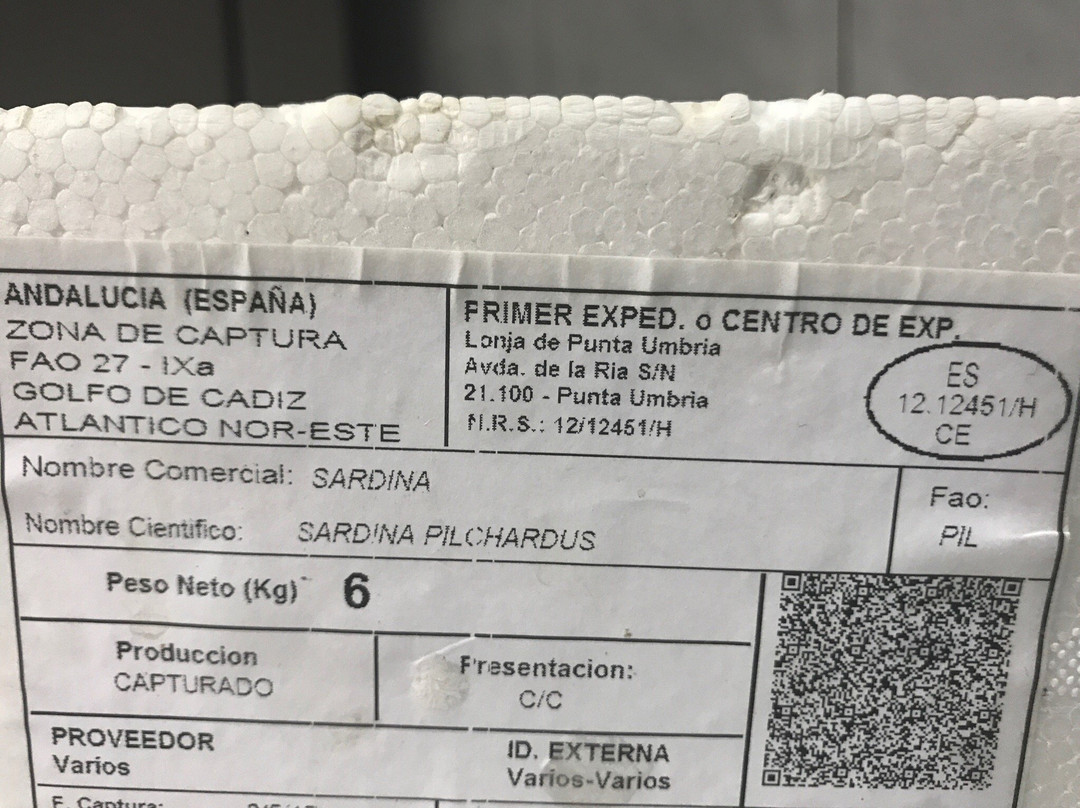 ANDALUCIA (ESPAÑA)
ZONA DE CAPTURA
FAO 27 - IXa
GOLFO DE CADIZ
ATLANTICO NOR-ESTE
PRIMER EXPED. o CENTRO DE EXP.
Lonja de Punta Umbria
Avda. de la Ria S/N
21.100 - Punta Umbria
N.R.S.: 12/12451/H
ES
12.12451/H
CE
Nombre Comercial: SARDINA
Nombre Cientifico: SARDINA PILCHARDUS
Fao:
PIL
Peso Neto (Kg) 6
Produccion
CAPTURADO
Presentacion:
C/C
PROVEEDOR
Varios
ID. EXTERNA
Varios-Varios
F. Captura: